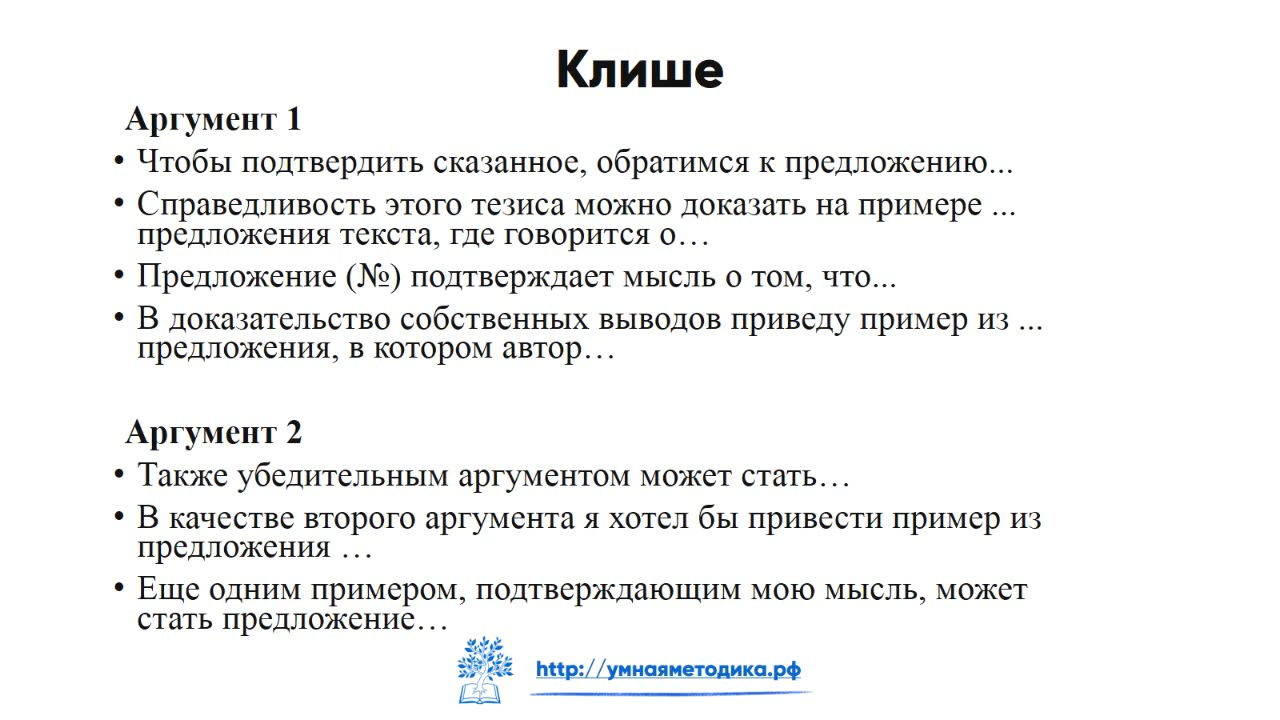 Клише
Аргумент 1
• Чтобы подтвердить сказанное, обратимся к предложению...
• Справедливость этого тезиса можно доказать на примере ...
предложения текста, где говорится о…
• Предложение (№) подтверждает мысль о том, что...
• В доказательство собственных выводов приведу пример из ...
предложения, в котором автор…
Аргумент 2
• Также убедительным аргументом может стать…
• В качестве второго аргумента я хотел бы привести пример из
предложения …
• Еще одним примером, подтверждающим мою мысль, может
стать предложение…
http://умнаяметодика.рф